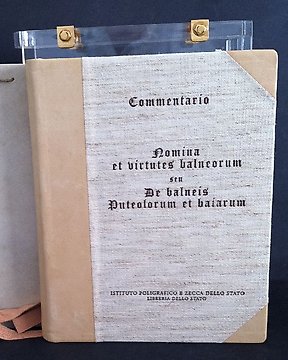 Commentario
Nomina
et virtutes balneorum
seu
De balneis
Puteolorum et baiarum
ISTITUTO POLIGRAFICO E ZECCA DELLO STATO
LIBRERIA DELLO STATO